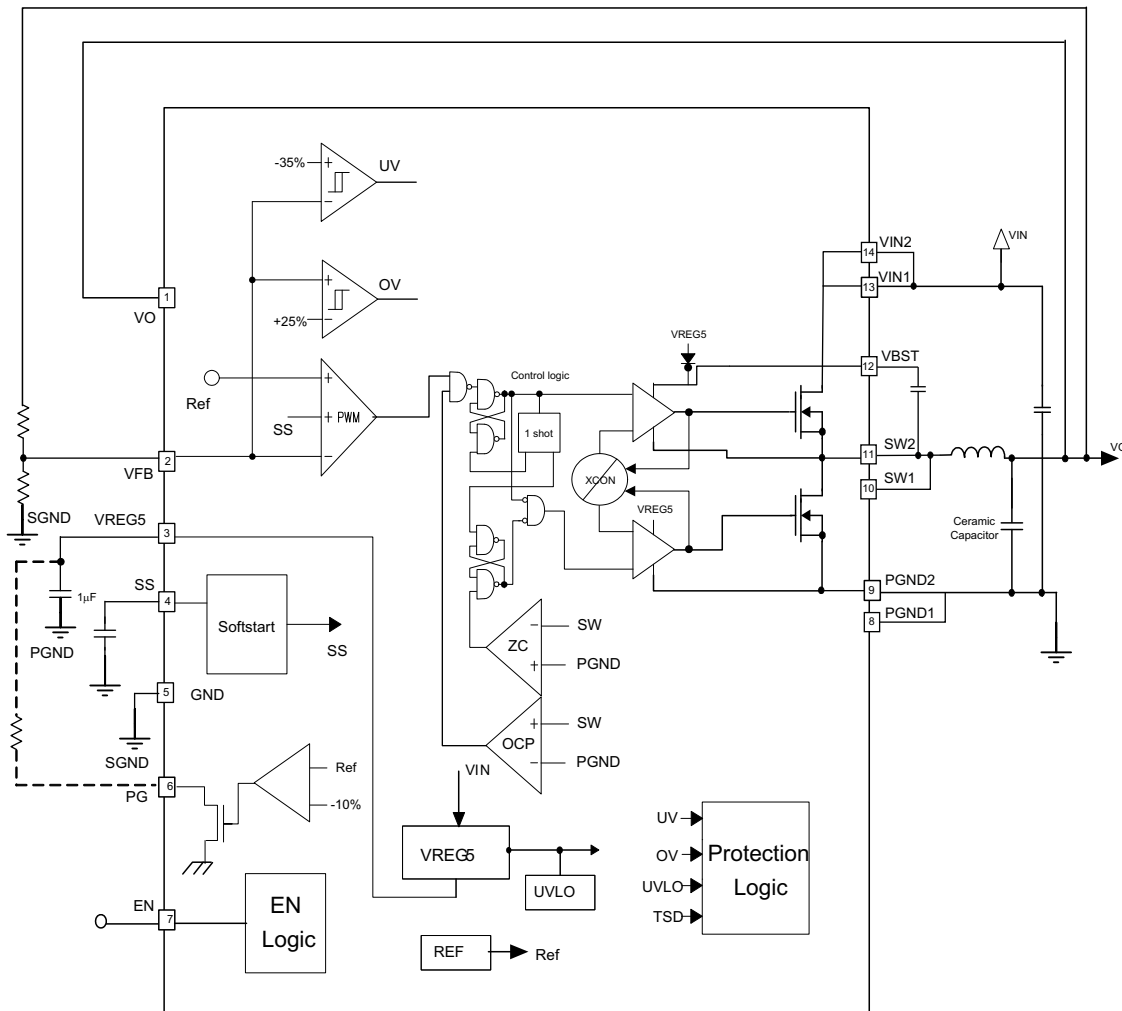 -35%
+
UV
−
+
OV
+25%
−
1
VO
Ref
+
SS
+
PWM
−
2
VFB
SGND
VREG5
3
1µF
PGND
SS
4
Softstart
SS
5
GND
SGND
6
PG
Ref
-10%
EN
7
EN
Logic
Control logic
1 shot
VREG5
XCON
VREG5
ZC
−
SW
+
PGND
OCP
+
SW
−
PGND
VIN
VREG5
UVLO
REF
Ref
UV
OV
UVLO
TSD
Protection
Logic
VIN2
14
VIN1
13
VIN
VBST
12
SW2
11
SW1
10
VO
Ceramic
Capacitor
PGND2
9
PGND1
8